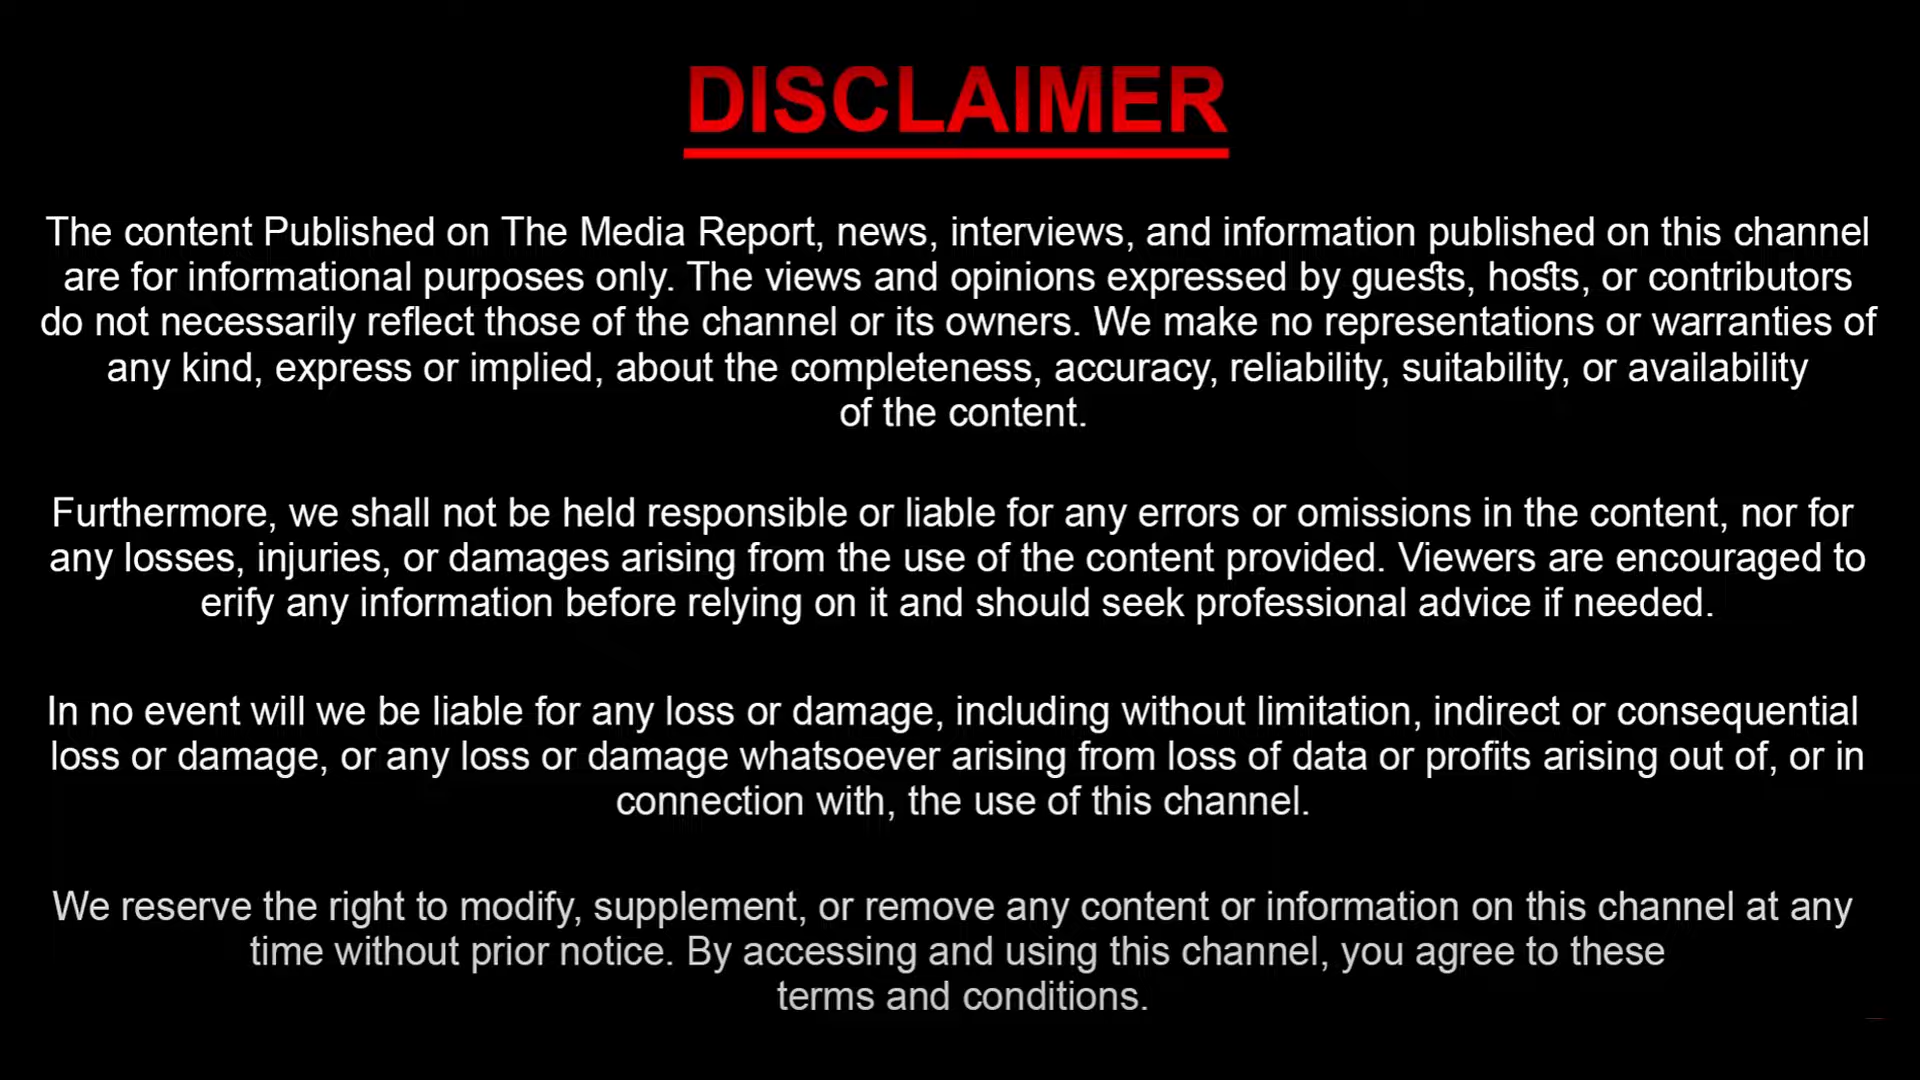 DISCLAIMER
The content Published on The Media Report, news, interviews, and information published on this channel
are for informational purposes only. The views and opinions expressed by guests, hosts, or contributors
do not necessarily reflect those of the channel or its owners. We make no representations or warranties of
any kind, express or implied, about the completeness, accuracy, reliability, suitability, or availability
of the content.
Furthermore, we shall not be held responsible or liable for any errors or omissions in the content, nor for
any losses, injuries, or damages arising from the use of the content provided. Viewers are encouraged to
erify any information before relying on it and should seek professional advice if needed.
In no event will we be liable for any loss or damage, including without limitation, indirect or consequential
loss or damage, or any loss or damage whatsoever arising from loss of data or profits arising out of, or in
connection with, the use of this channel.
We reserve the right to modify, supplement, or remove any content or information on this channel at any
time without prior notice. By accessing and using this channel, you agree to these
terms and conditions.